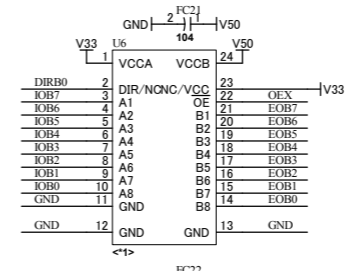 FC21
GND 2 1 V50
104
V33 U6 V50
1 VCCA VCCB 24
DIRB0 2 DIR/NC NC/VCC 23 V33
IOB7 3 A1 OE 22 OEX
IOB6 4 A2 B1 21 EOB7
IOB5 5 A3 B2 20 EOB6
IOB4 6 A4 B3 19 EOB5
IOB3 7 A5 B4 18 EOB4
IOB2 8 A6 B5 17 EOB3
IOB1 9 A7 B6 16 EOB2
IOB0 10 A8 B7 15 EOB1
GND 11 GND B8 14 EOB0
GND 12 GND GND 13 GND
<*1>
FC22